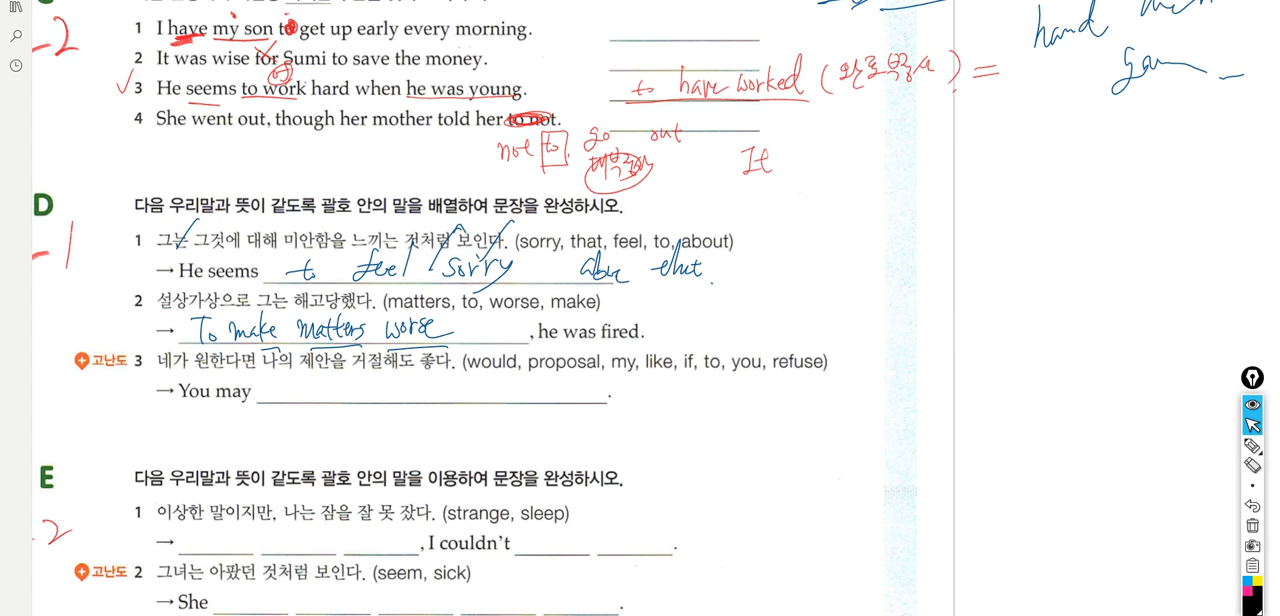 hand
1 I have my son to get up early every morning.
2 It was wise for Sumi to save the money.
of
3 He seems to work hard when he was young.
to have worked (완료부정사) =
4 She went out, though her mother told her to not.
not to go out
대부정사
It
D 다음 우리말과 뜻이 같도록 괄호 안의 말을 배열하여 문장을 완성하시오.
-1
1 그는 그것에 대해 미안함을 느끼는 것처럼 보인다. (sorry, that, feel, to, about)
→ He seems to feel sorry
2 설상가상으로 그는 해고당했다. (matters, to, worse, make)
→ To make matters worse, he was fired.
고난도 3 네가 원한다면 나의 제안을 거절해도 좋다. (would, proposal, my, like, if, to, you, refuse)
→ You may .
E 다음 우리말과 뜻이 같도록 괄호 안의 말을 이용하여 문장을 완성하시오.
-2
1 이상한 말이지만, 나는 잠을 잘 못 잤다. (strange, sleep)
→ , I couldn't .
고난도 2 그녀는 아팠던 것처럼 보인다. (seem, sick)
→ She .